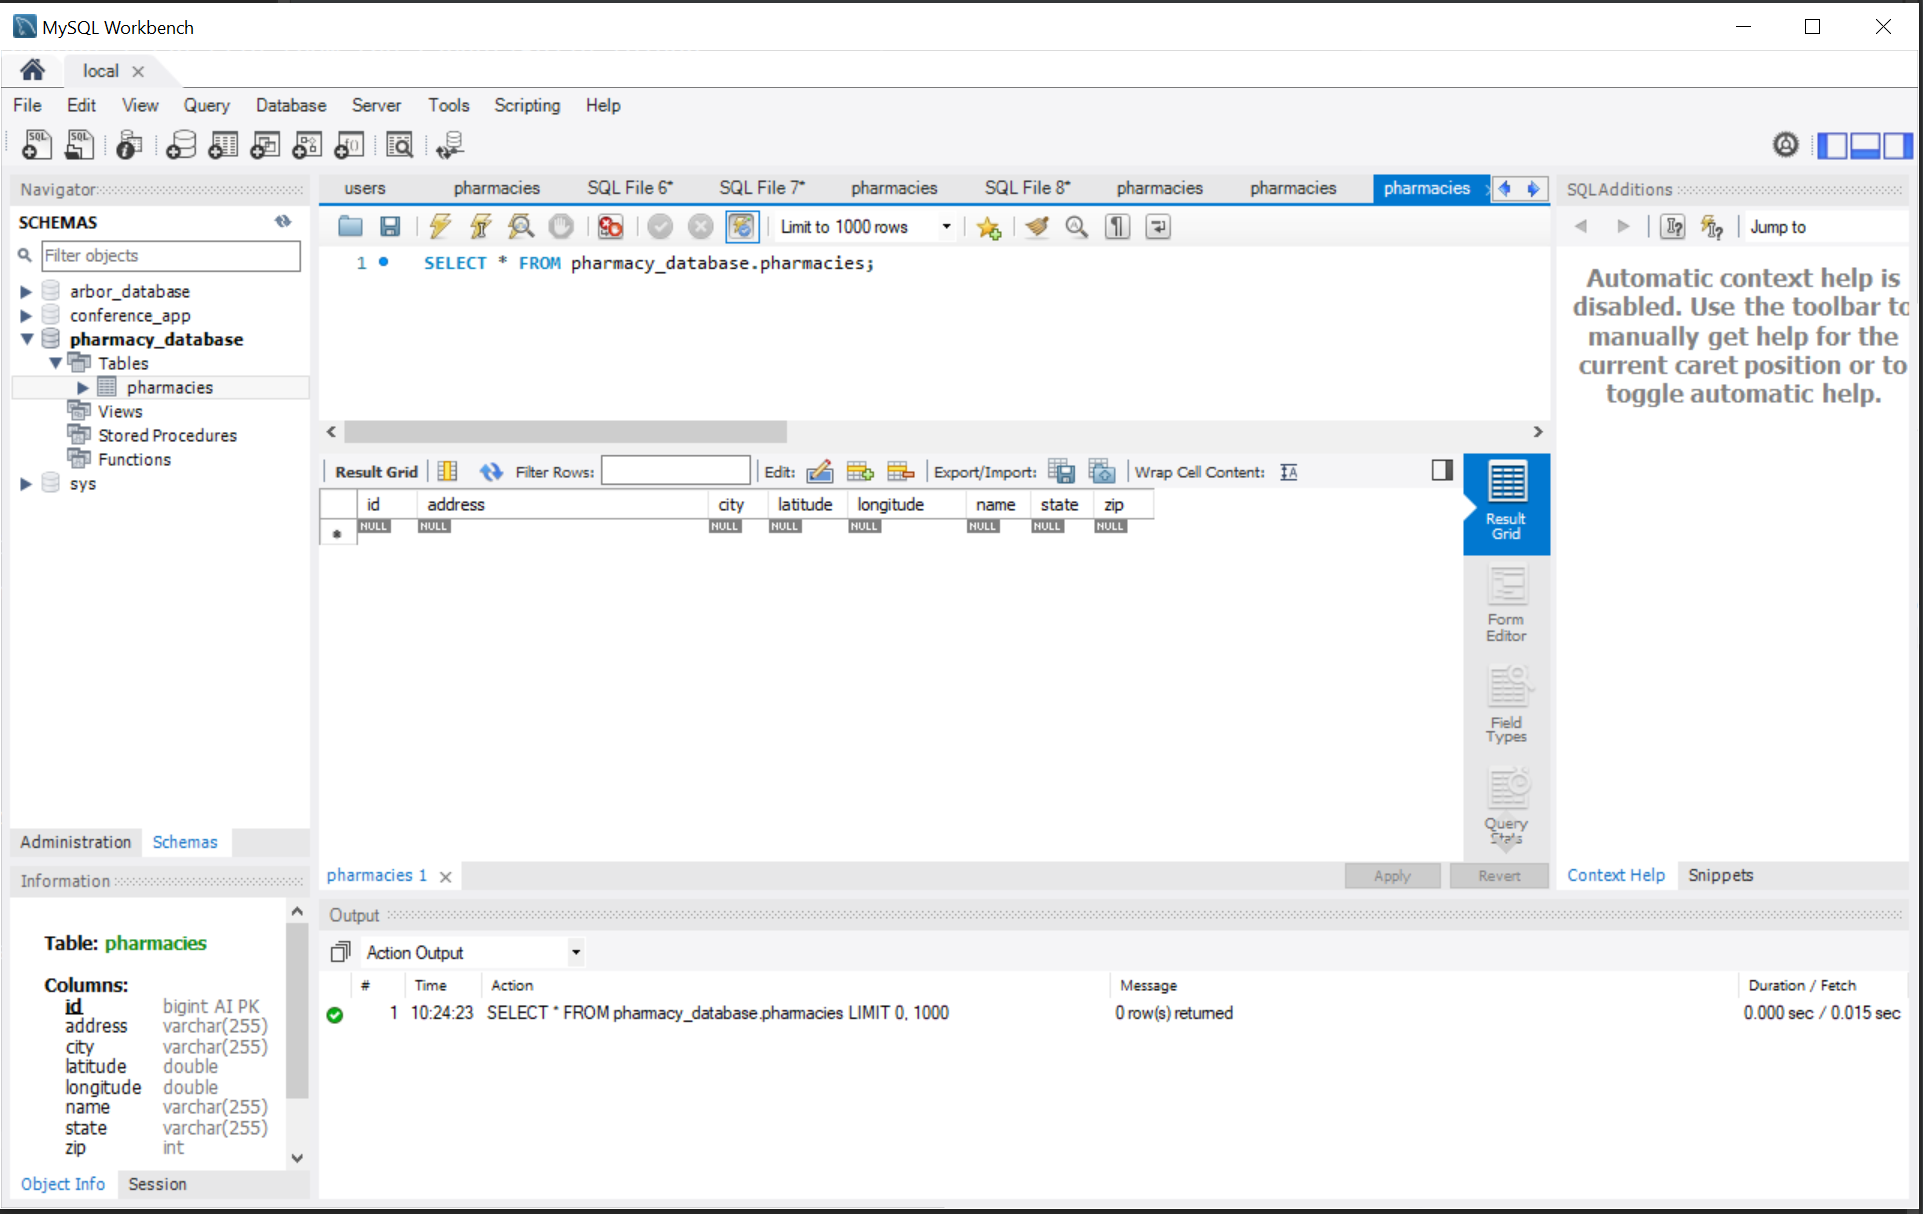 MySQL Workbench
local
File Edit View Query Database Server Tools Scripting Help
Navigator
SCHEMAS
Filter objects
arbor_database
conference_app
pharmacy_database
Tables
pharmacies
Views
Stored Procedures
Functions
sys
Administration Schemas
Information
Table: pharmacies
Columns:
id bigint AI PK
address varchar(255)
city varchar(255)
latitude double
longitude double
name varchar(255)
state varchar(255)
zip int
Object Info Session
users pharmacies SQL File 6* SQL File 7* pharmacies SQL File 8* pharmacies pharmacies pharmacies
Limit to 1000 rows
1 SELECT * FROM pharmacy_database.pharmacies;
Result Grid Filter Rows: Edit: Export/Import: Wrap Cell Content:
id address city latitude longitude name state zip
NULL NULL NULL NULL NULL NULL NULL NULL
Result
Grid
Form
Editor
Field
Types
Query
Stats
pharmacies 1
Apply Revert
Output
Action Output
# Time Action Message Duration / Fetch
1 10:24:23 SELECT * FROM pharmacy_database.pharmacies LIMIT 0, 1000 0 row(s) returned 0.000 sec / 0.015 sec
SQLAdditions
Jump to
Automatic context help is
disabled. Use the toolbar to
manually get help for the
current caret position or to
toggle automatic help.
Context Help Snippets